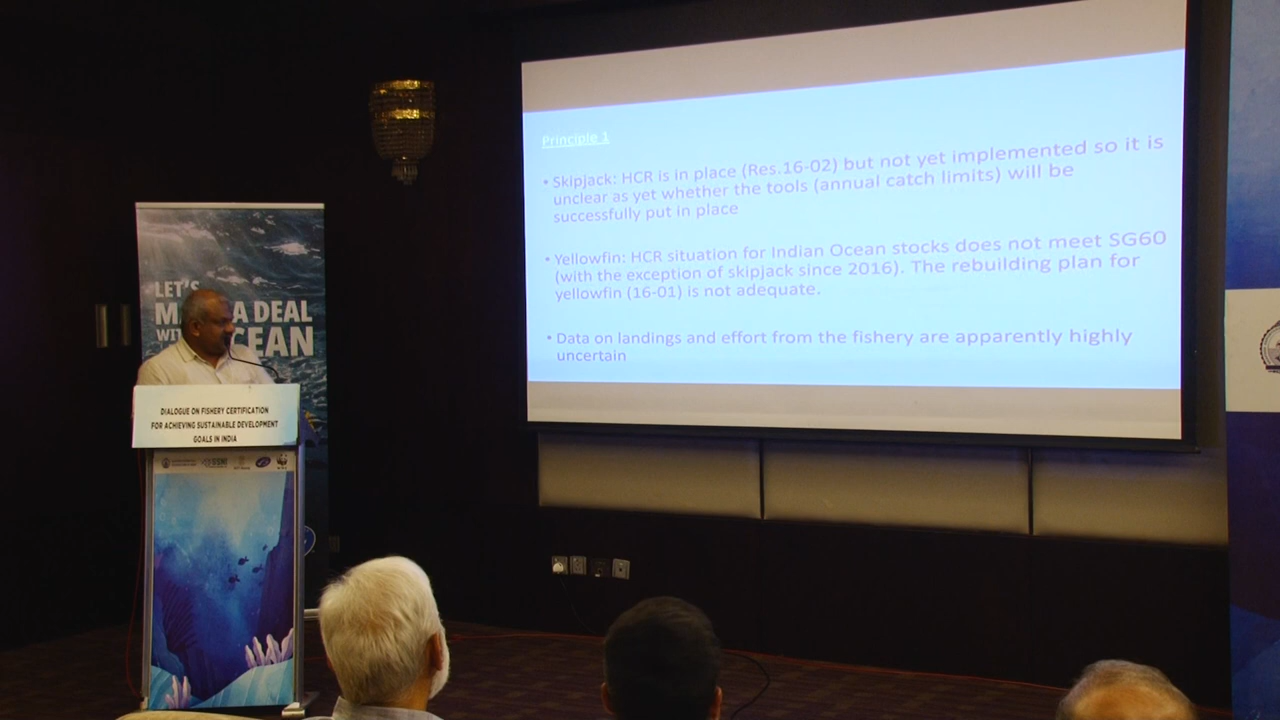 Principle 1
• Skipjack: HCR is in place (Res.16-02) but not yet implemented so it is
unclear as yet whether the tools (annual catch limits) will be
successfully put in place
• Yellowfin: HCR situation for Indian Ocean stocks does not meet SG60
(with the exception of skipjack since 2016). The rebuilding plan for
yellowfin (16-01) is not adequate.
• Data on landings and effort from the fishery are apparently highly
uncertain
LET'S
A DEAL
DIALOGUE ON FISHERY CERTIFICATION
FOR ACHIEVING SUSTAINABLE DEVELOPMENT
GOALS IN INDIA